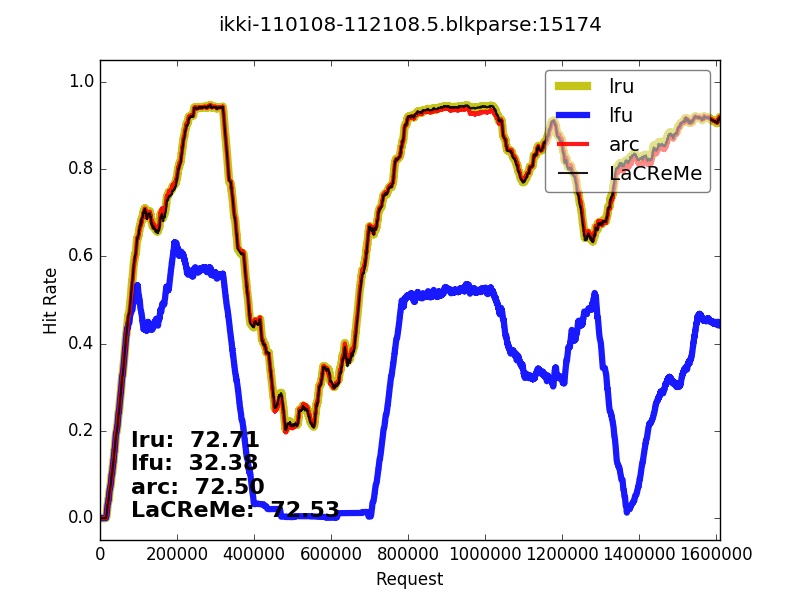 ikki-110108-112108.5.blkparse:15174
lru
lfu
arc
LaCReMe
1.0
0.8
0.6
0.4
0.2
0.0
Hit Rate
lru: 72.71
lfu: 32.38
arc: 72.50
LaCReMe: 72.53
0 200000 400000 600000 800000 1000000 1200000 1400000 1600000
Request